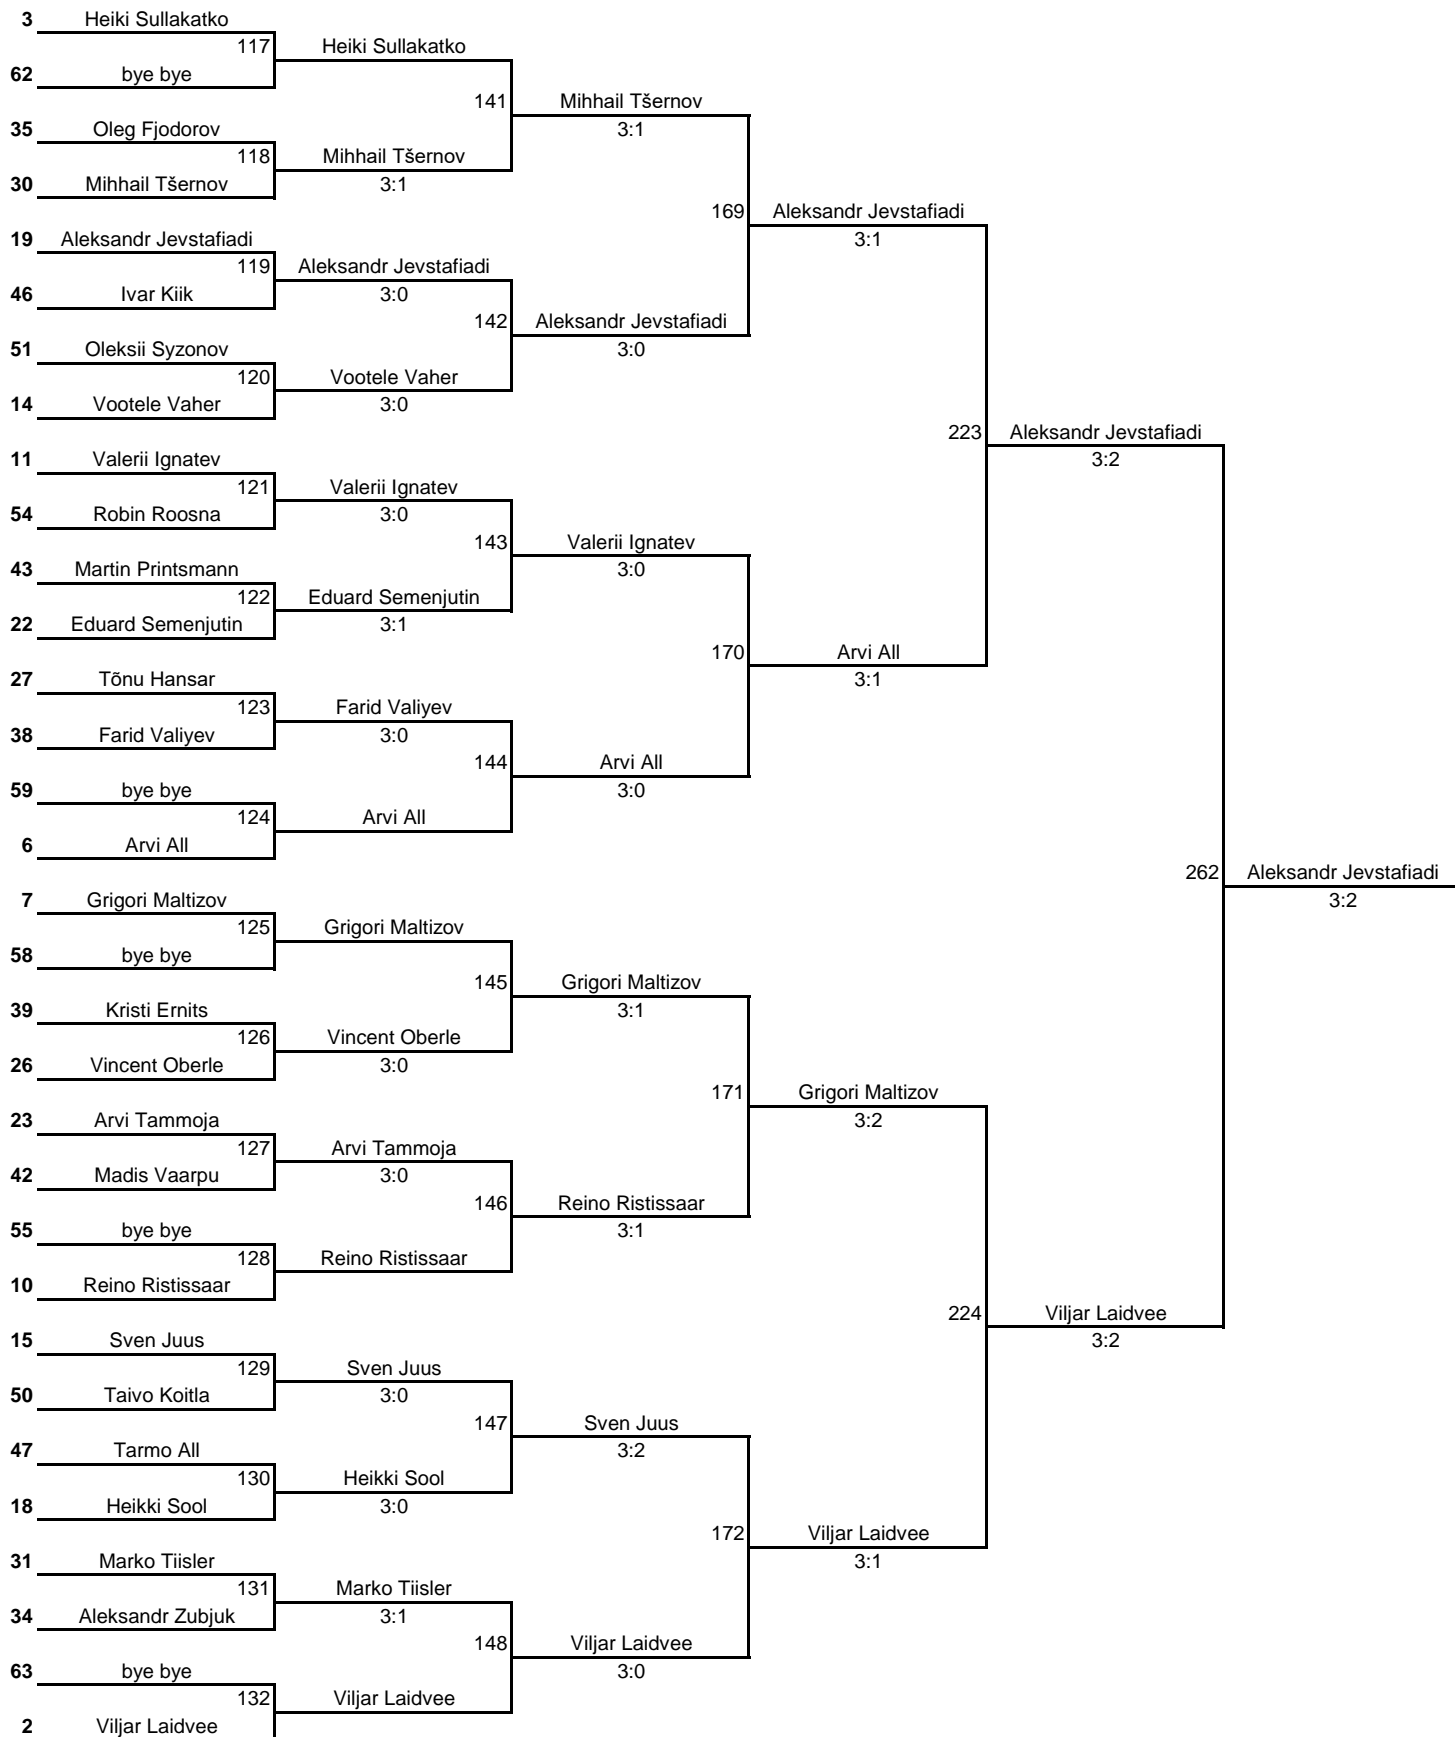 3 Heiki Sullakatko
117 Heiki Sullakatko
62 bye bye
141 Mihhail Tšernov
35 Oleg Fjodorov 3:1
118 Mihhail Tšernov
30 Mihhail Tšernov 3:1
169 Aleksandr Jevstafiadi
19 Aleksandr Jevstafiadi 3:1
119 Aleksandr Jevstafiadi
46 Ivar Kiik 3:0
142 Aleksandr Jevstafiadi
51 Oleksii Syzonov 3:0
120 Vootele Vaher
14 Vootele Vaher 3:0
223 Aleksandr Jevstafiadi
11 Valerii Ignatev 3:2
121 Valerii Ignatev
54 Robin Roosna 3:0
143 Valerii Ignatev
43 Martin Printsmann 3:0
122 Eduard Semenjutin
22 Eduard Semenjutin 3:1
170 Arvi All
27 Tõnu Hansar 3:1
123 Farid Valiyev
38 Farid Valiyev 3:0
144 Arvi All
59 bye bye 3:0
124 Arvi All
6 Arvi All
262 Aleksandr Jevstafiadi
7 Grigori Maltizov 3:2
125 Grigori Maltizov
58 bye bye
145 Grigori Maltizov
39 Kristi Ernits 3:1
126 Vincent Oberle
26 Vincent Oberle 3:0
171 Grigori Maltizov
23 Arvi Tammoja 3:2
127 Arvi Tammoja
42 Madis Vaarpu 3:0
146 Reino Ristissaar
55 bye bye 3:1
128 Reino Ristissaar
10 Reino Ristissaar
224 Viljar Laidvee
15 Sven Juus 3:2
129 Sven Juus
50 Taivo Koitla 3:0
147 Sven Juus
47 Tarmo All 3:2
130 Heikki Sool
18 Heikki Sool 3:0
172 Viljar Laidvee
31 Marko Tiisler 3:1
131 Marko Tiisler
34 Aleksandr Zubjuk 3:1
148 Viljar Laidvee
63 bye bye 3:0
132 Viljar Laidvee
2 Viljar Laidvee